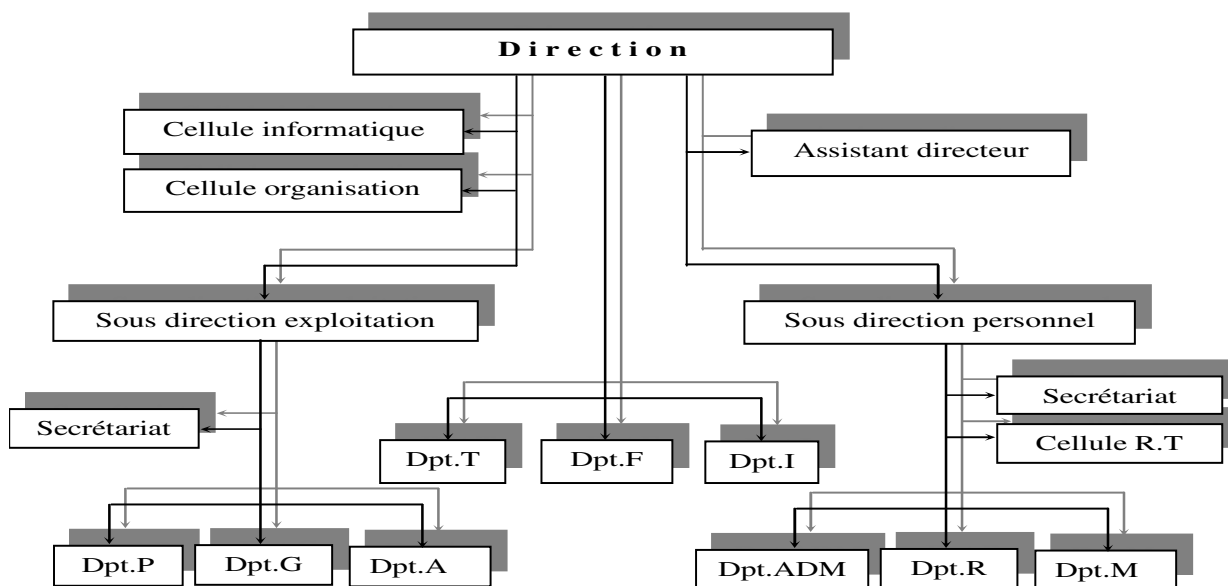 Direction
Cellule informatique
Assistant directeur
Cellule organisation
Sous direction exploitation
Sous direction personnel
Secrétariat
Secrétariat
Cellule R.T
Dpt.T
Dpt.F
Dpt.I
Dpt.P
Dpt.G
Dpt.A
Dpt.ADM
Dpt.R
Dpt.M